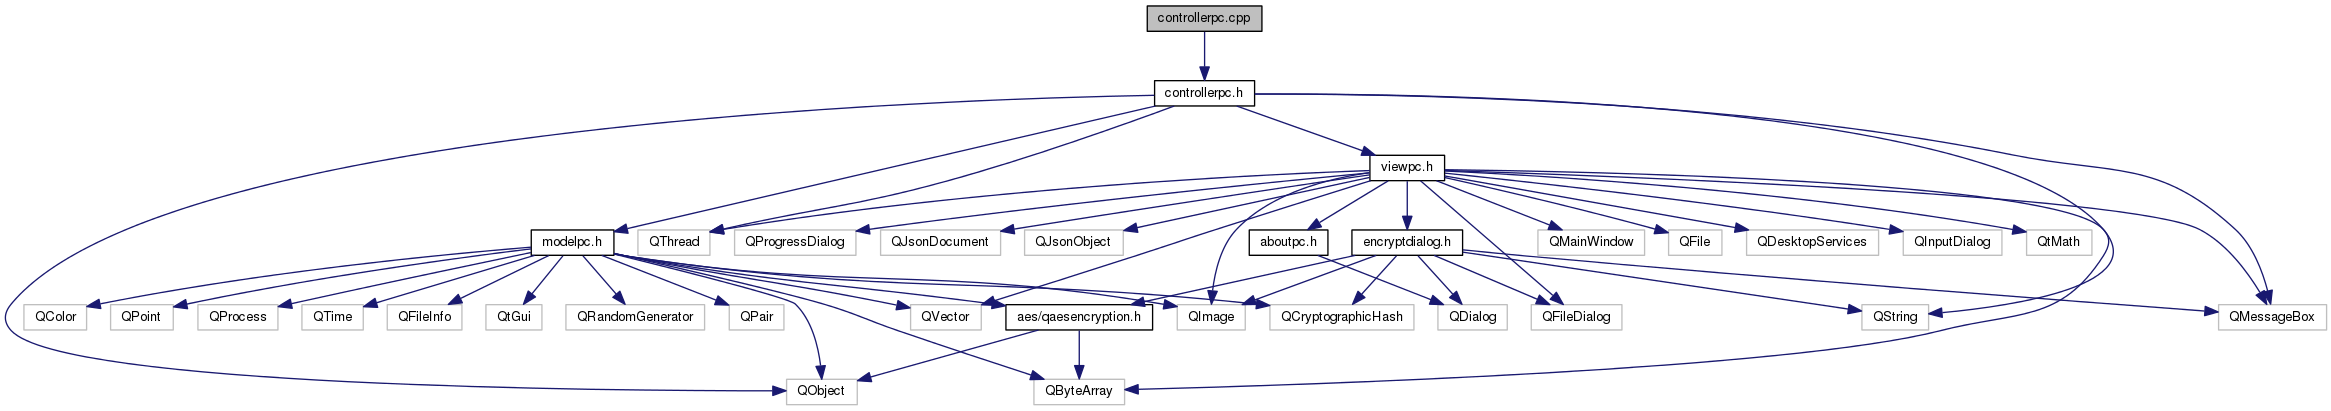 controllerpc.cpp
controllerpc.h
viewpc.h
modelpc.h
QThread
QProgressDialog
QJsonDocument
QJsonObject
aboutpc.h
encryptdialog.h
QMainWindow
QFile
QDesktopServices
QInputDialog
QtMath
QColor
QPoint
QProcess
QTime
QFileInfo
QtGui
QRandomGenerator
QPair
QVector
aes/qaesencryption.h
QImage
QCryptographicHash
QDialog
QFileDialog
QString
QMessageBox
QObject
QByteArray